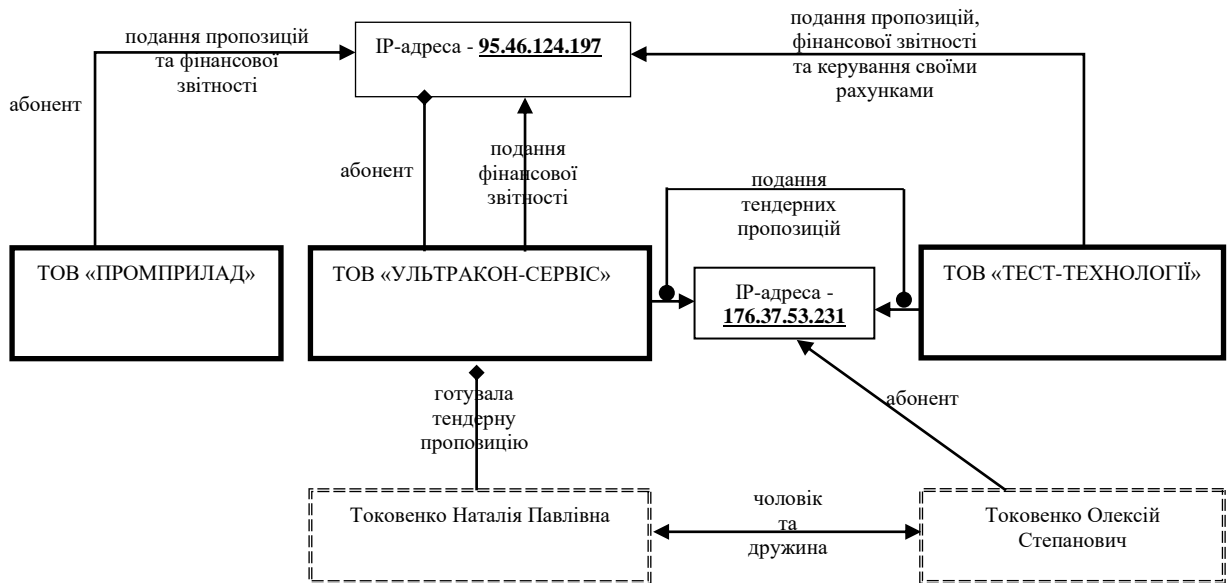 подання пропозицій
та фінансової
звітності
абонент
IP-адреса - 95.46.124.197
подання пропозицій,
фінансової звітності
та керування своїми
рахунками
абонент
подання
фінансової
звітності
подання
тендерних
пропозицій
ТОВ «ПРОМПРИЛАД»
ТОВ «УЛЬТРАКОН-СЕРВІС»
IP-адреса -
176.37.53.231
ТОВ «ТЕСТ-ТЕХНОЛОГІЇ»
готувала
тендерну
пропозицію
абонент
Токовенко Наталія Павлівна
чоловік
та
дружина
Токовенко Олексій
Степанович